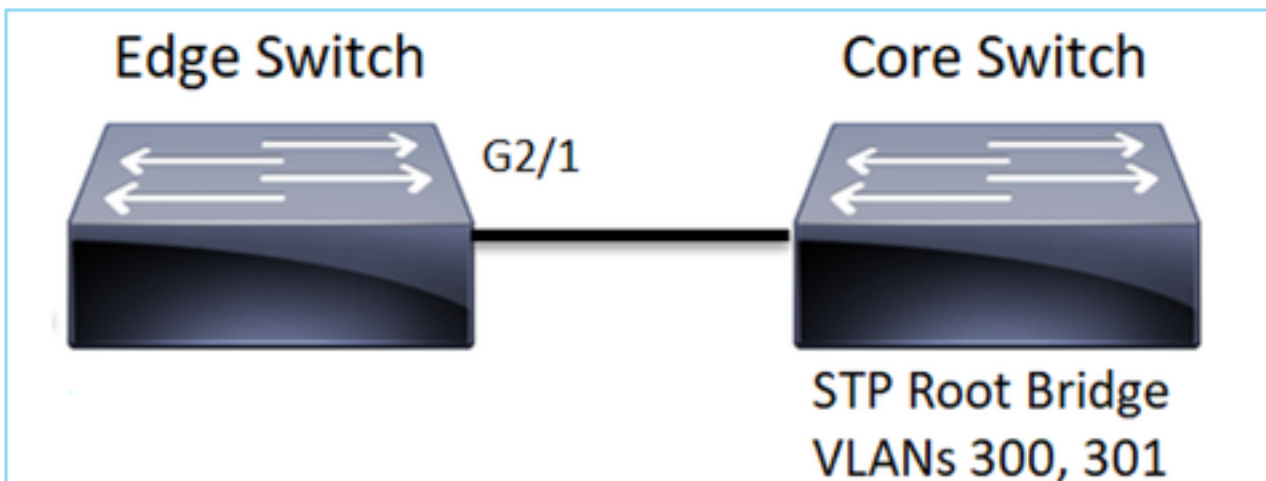 Edge Switch
Core Switch
G2/1
STP Root Bridge
VLANs 300, 301